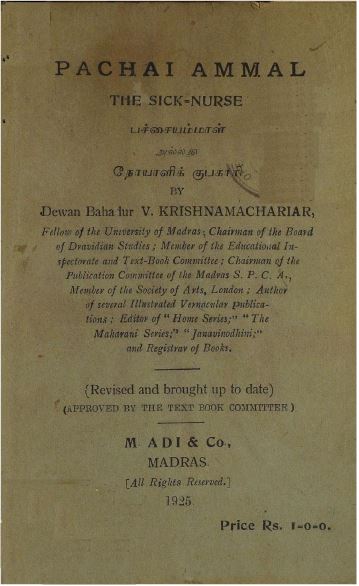 PACHAI AMMAL
THE SICK-NURSE
பச்சையம்மாள்
அல்லது
நோயாளிக் குபகாரி
BY
Dewan Bahadur V. KRISHNAMACHARIAR,
Fellow of the University of Madras; Chairman of the Board
of Dravidian Studies; Member of the Educational In-
spectorate and Text-Book Committee; Chairman of the
Publication Committee of the Madras S. P. C. A.,
Member of the Society of Arts, London; Author
of several Illustrated Vernacular publica-
tions; Editor of "Home Series;" "The
Maharani Series;" "Janavinodhini;"
and Registrar of Books.
(Revised and brought up to date)
(APPROVED BY THE TEXT BOOK COMMITTEE)
M. ADI & Co.,
MADRAS.
[All Rights Reserved.]
1925.
Price Rs. 1-0-0.